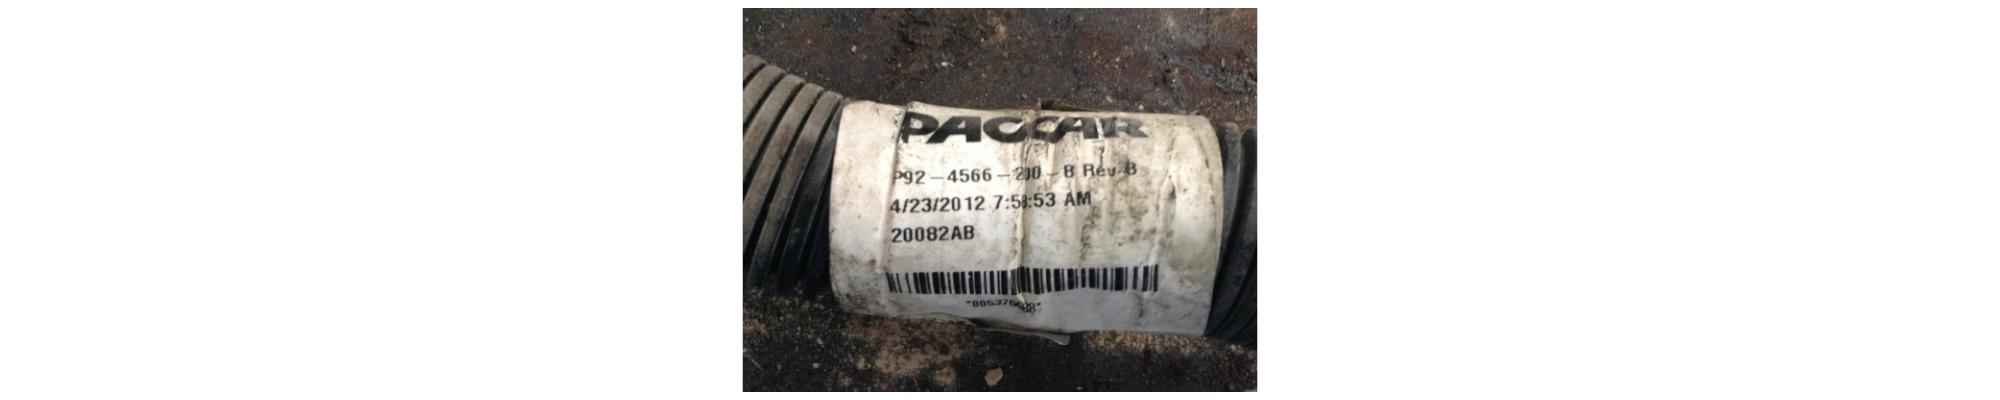 PACCAR
P92-4566-200-B Rev B
4/23/2012 7:58:53 AM
20082AB